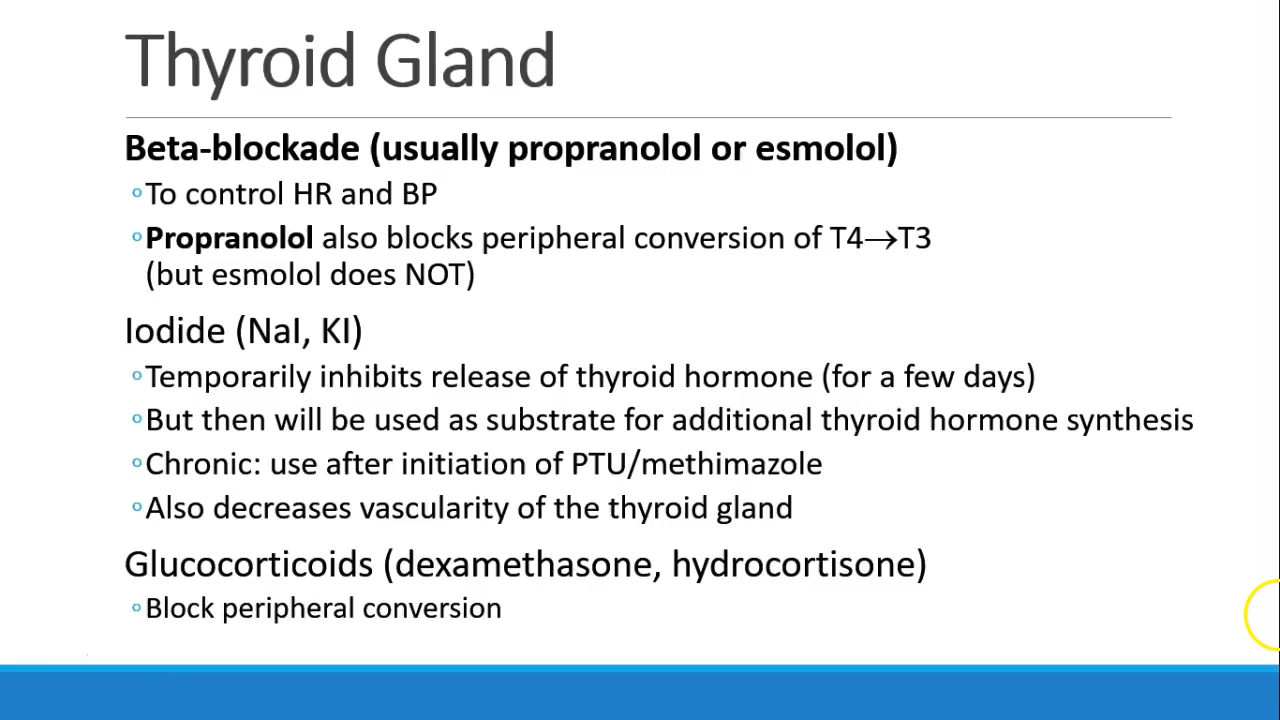 Thyroid Gland
Beta-blockade (usually propranolol or esmolol)
◦To control HR and BP
◦Propranolol also blocks peripheral conversion of T4→T3
(but esmolol does NOT)
Iodide (NaI, KI)
◦Temporarily inhibits release of thyroid hormone (for a few days)
◦But then will be used as substrate for additional thyroid hormone synthesis
◦Chronic: use after initiation of PTU/methimazole
◦Also decreases vascularity of the thyroid gland
Glucocorticoids (dexamethasone, hydrocortisone)
◦Block peripheral conversion